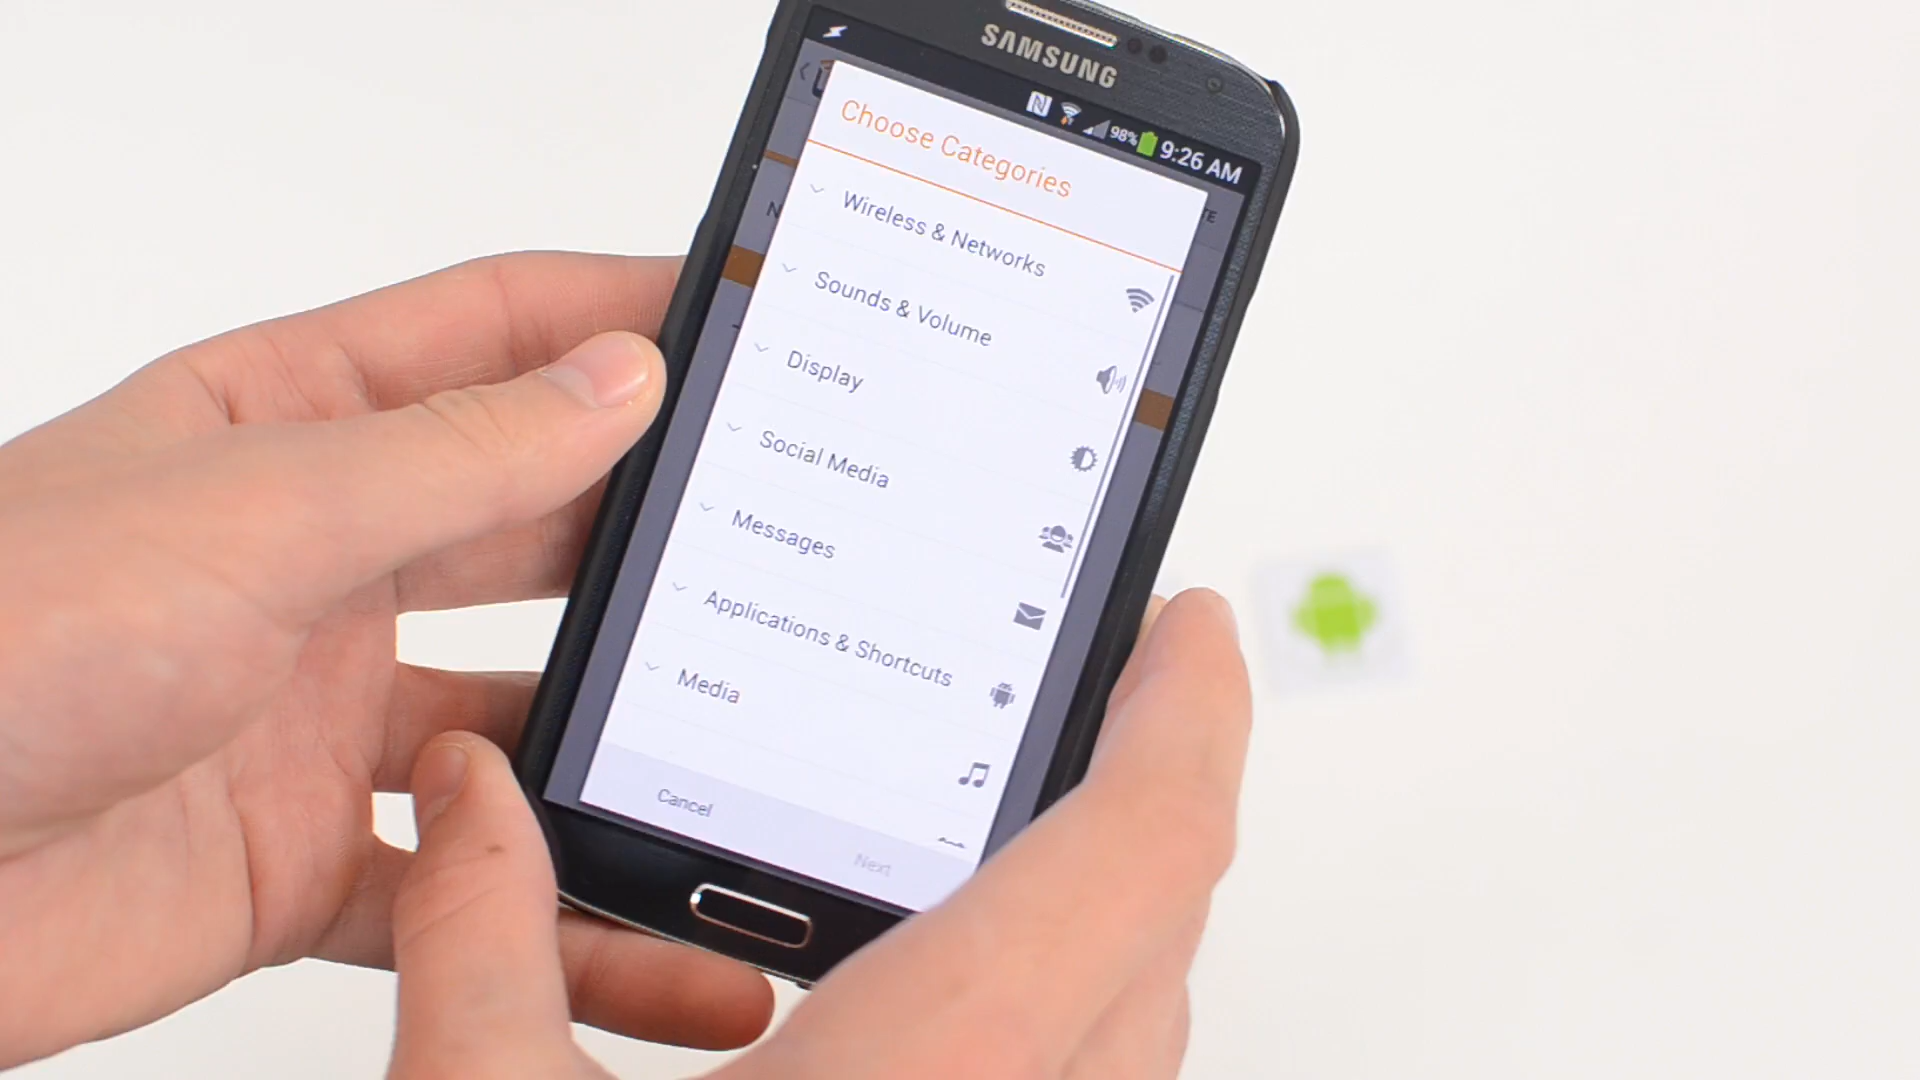 SAMSUNG
98%
9:26 AM
Choose Categories
Wireless & Networks
Sounds & Volume
Display
Social Media
Messages
Applications & Shortcuts
Media
Cancel
Next